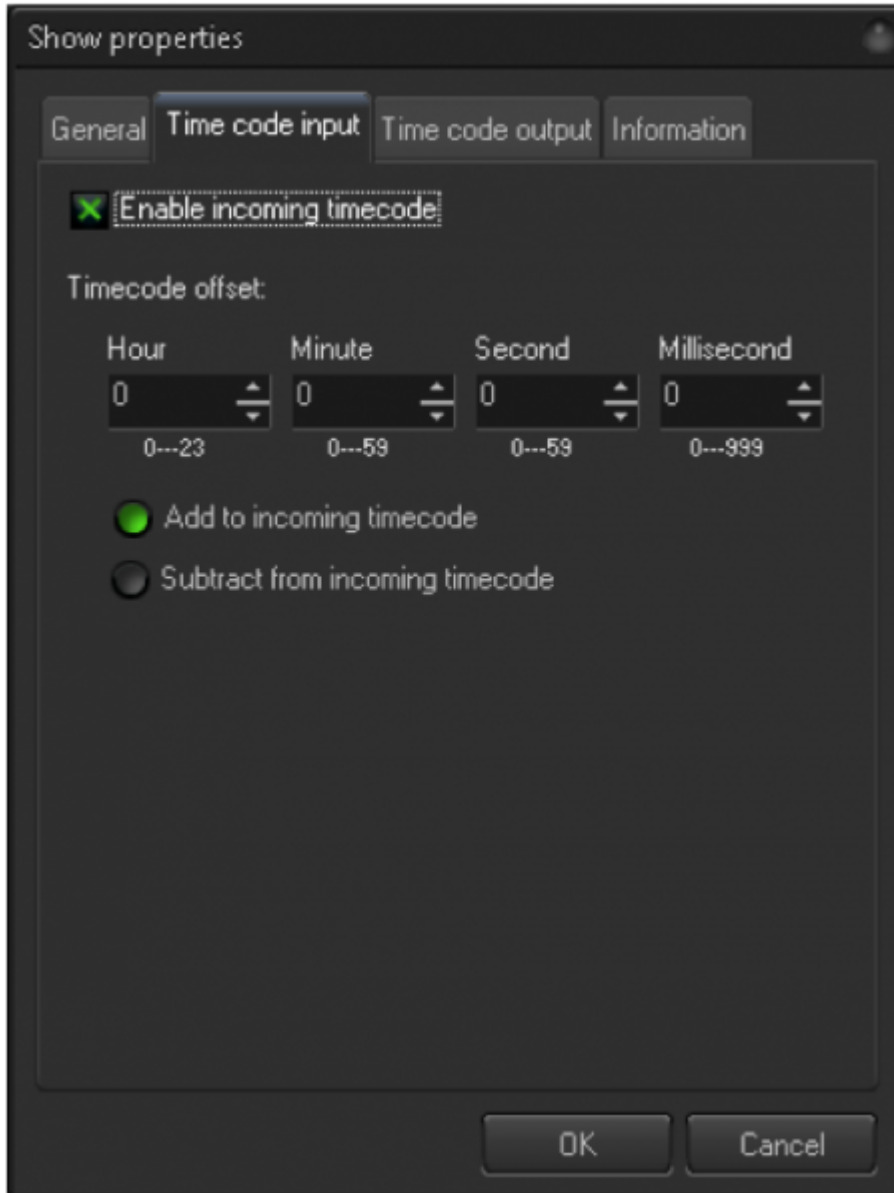 Show properties
General Time code input Time code output Information
Enable incoming timecode
Timecode offset:
Hour Minute Second Millisecond
0 0 0 0
0---23 0---59 0---59 0---999
Add to incoming timecode
Subtract from incoming timecode
OK Cancel